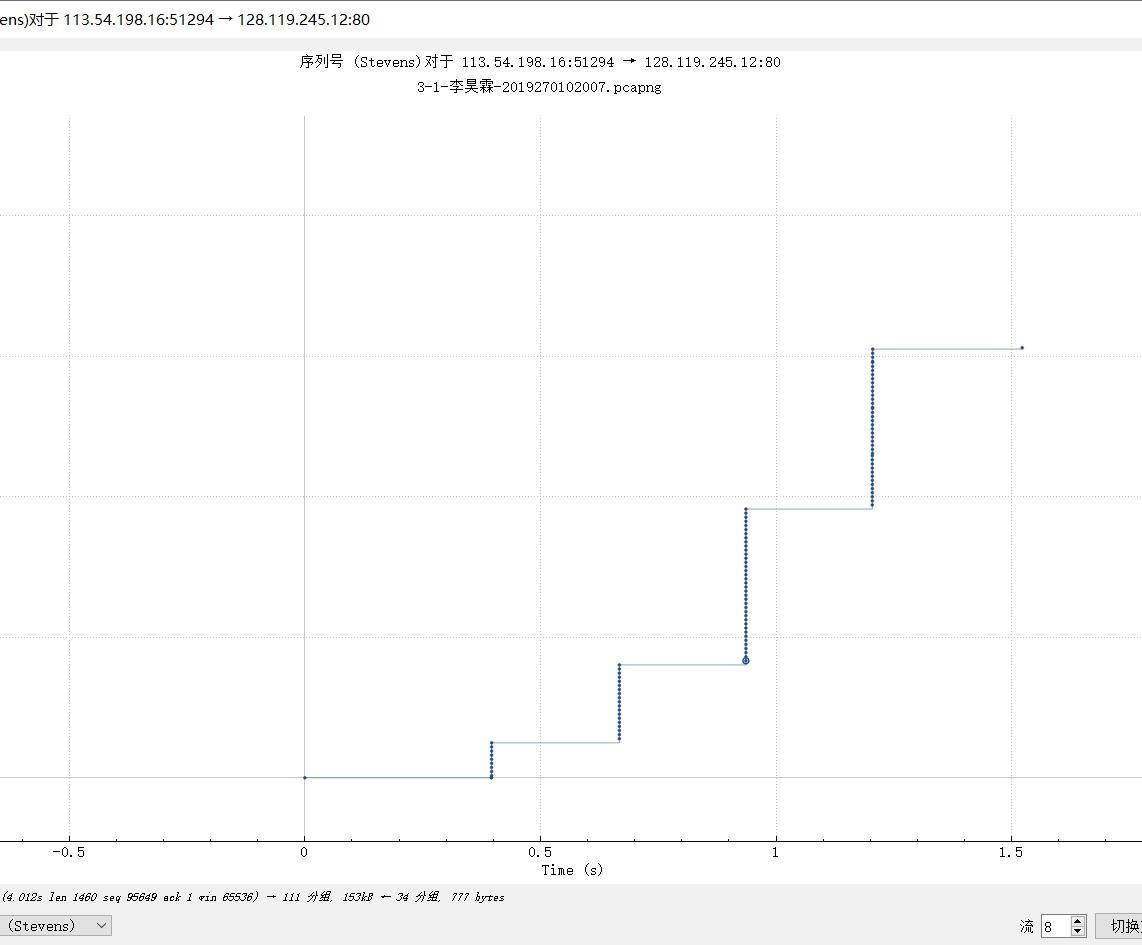 ens)对于 113.54.198.16:51294 → 128.119.245.12:80
序列号 (Stevens)对于 113.54.198.16:51294 → 128.119.245.12:80
3-1-李昊霖-2019270102007.pcapng
-0.5 0 0.5 1 1.5
Time (s)
(4.012s len 1460 seq 95649 ack 1 win 65536) → 111 分组, 153kB ← 34 分组, 777 bytes
(Stevens) 流 8 切换